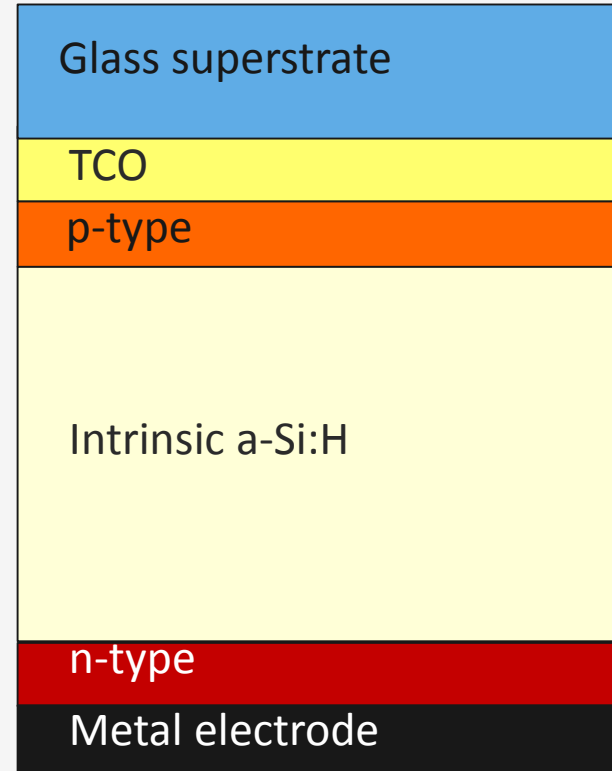 Glass superstrate
TCO
p-type
Intrinsic a-Si:H
n-type
Metal electrode